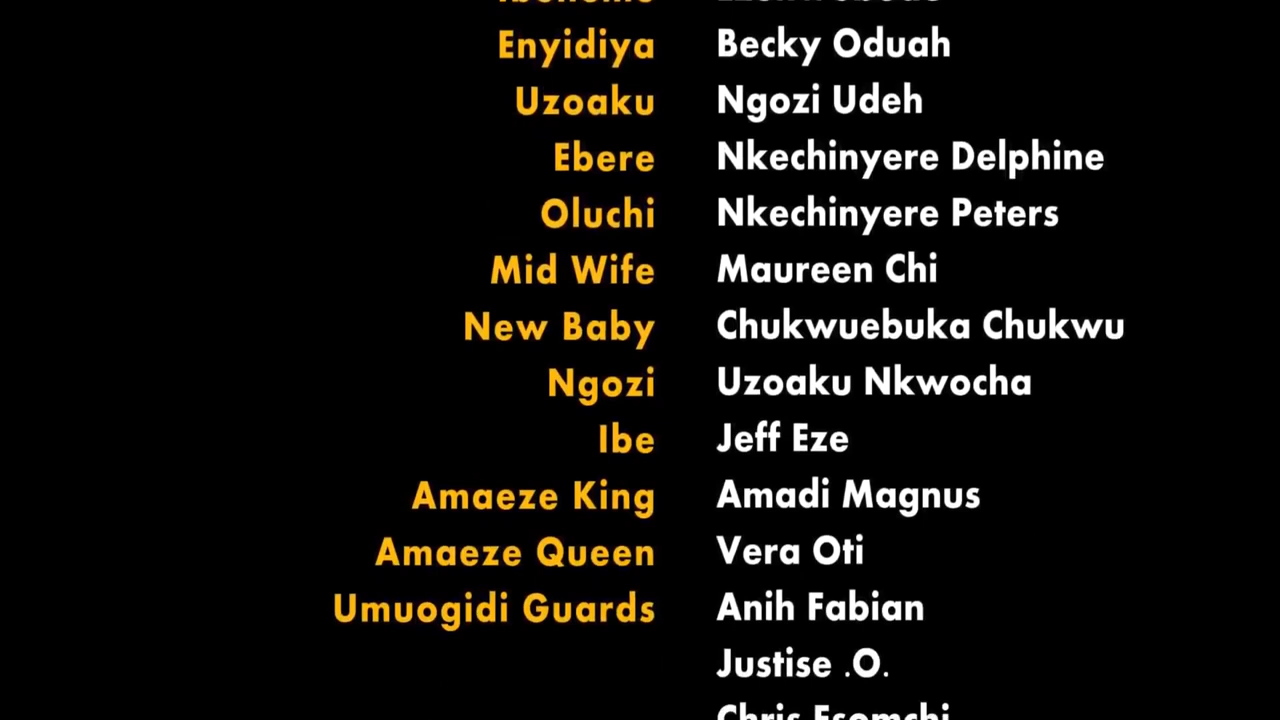 Enyidiya Becky Oduah
Uzoaku Ngozi Udeh
Ebere Nkechinyere Delphine
Oluchi Nkechinyere Peters
Mid Wife Maureen Chi
New Baby Chukwuebuka Chukwu
Ngozi Uzoaku Nkwocha
Ibe Jeff Eze
Amaeze King Amadi Magnus
Amaeze Queen Vera Oti
Umuogidi Guards Anih Fabian
Justise .O.
Chris Esomchi